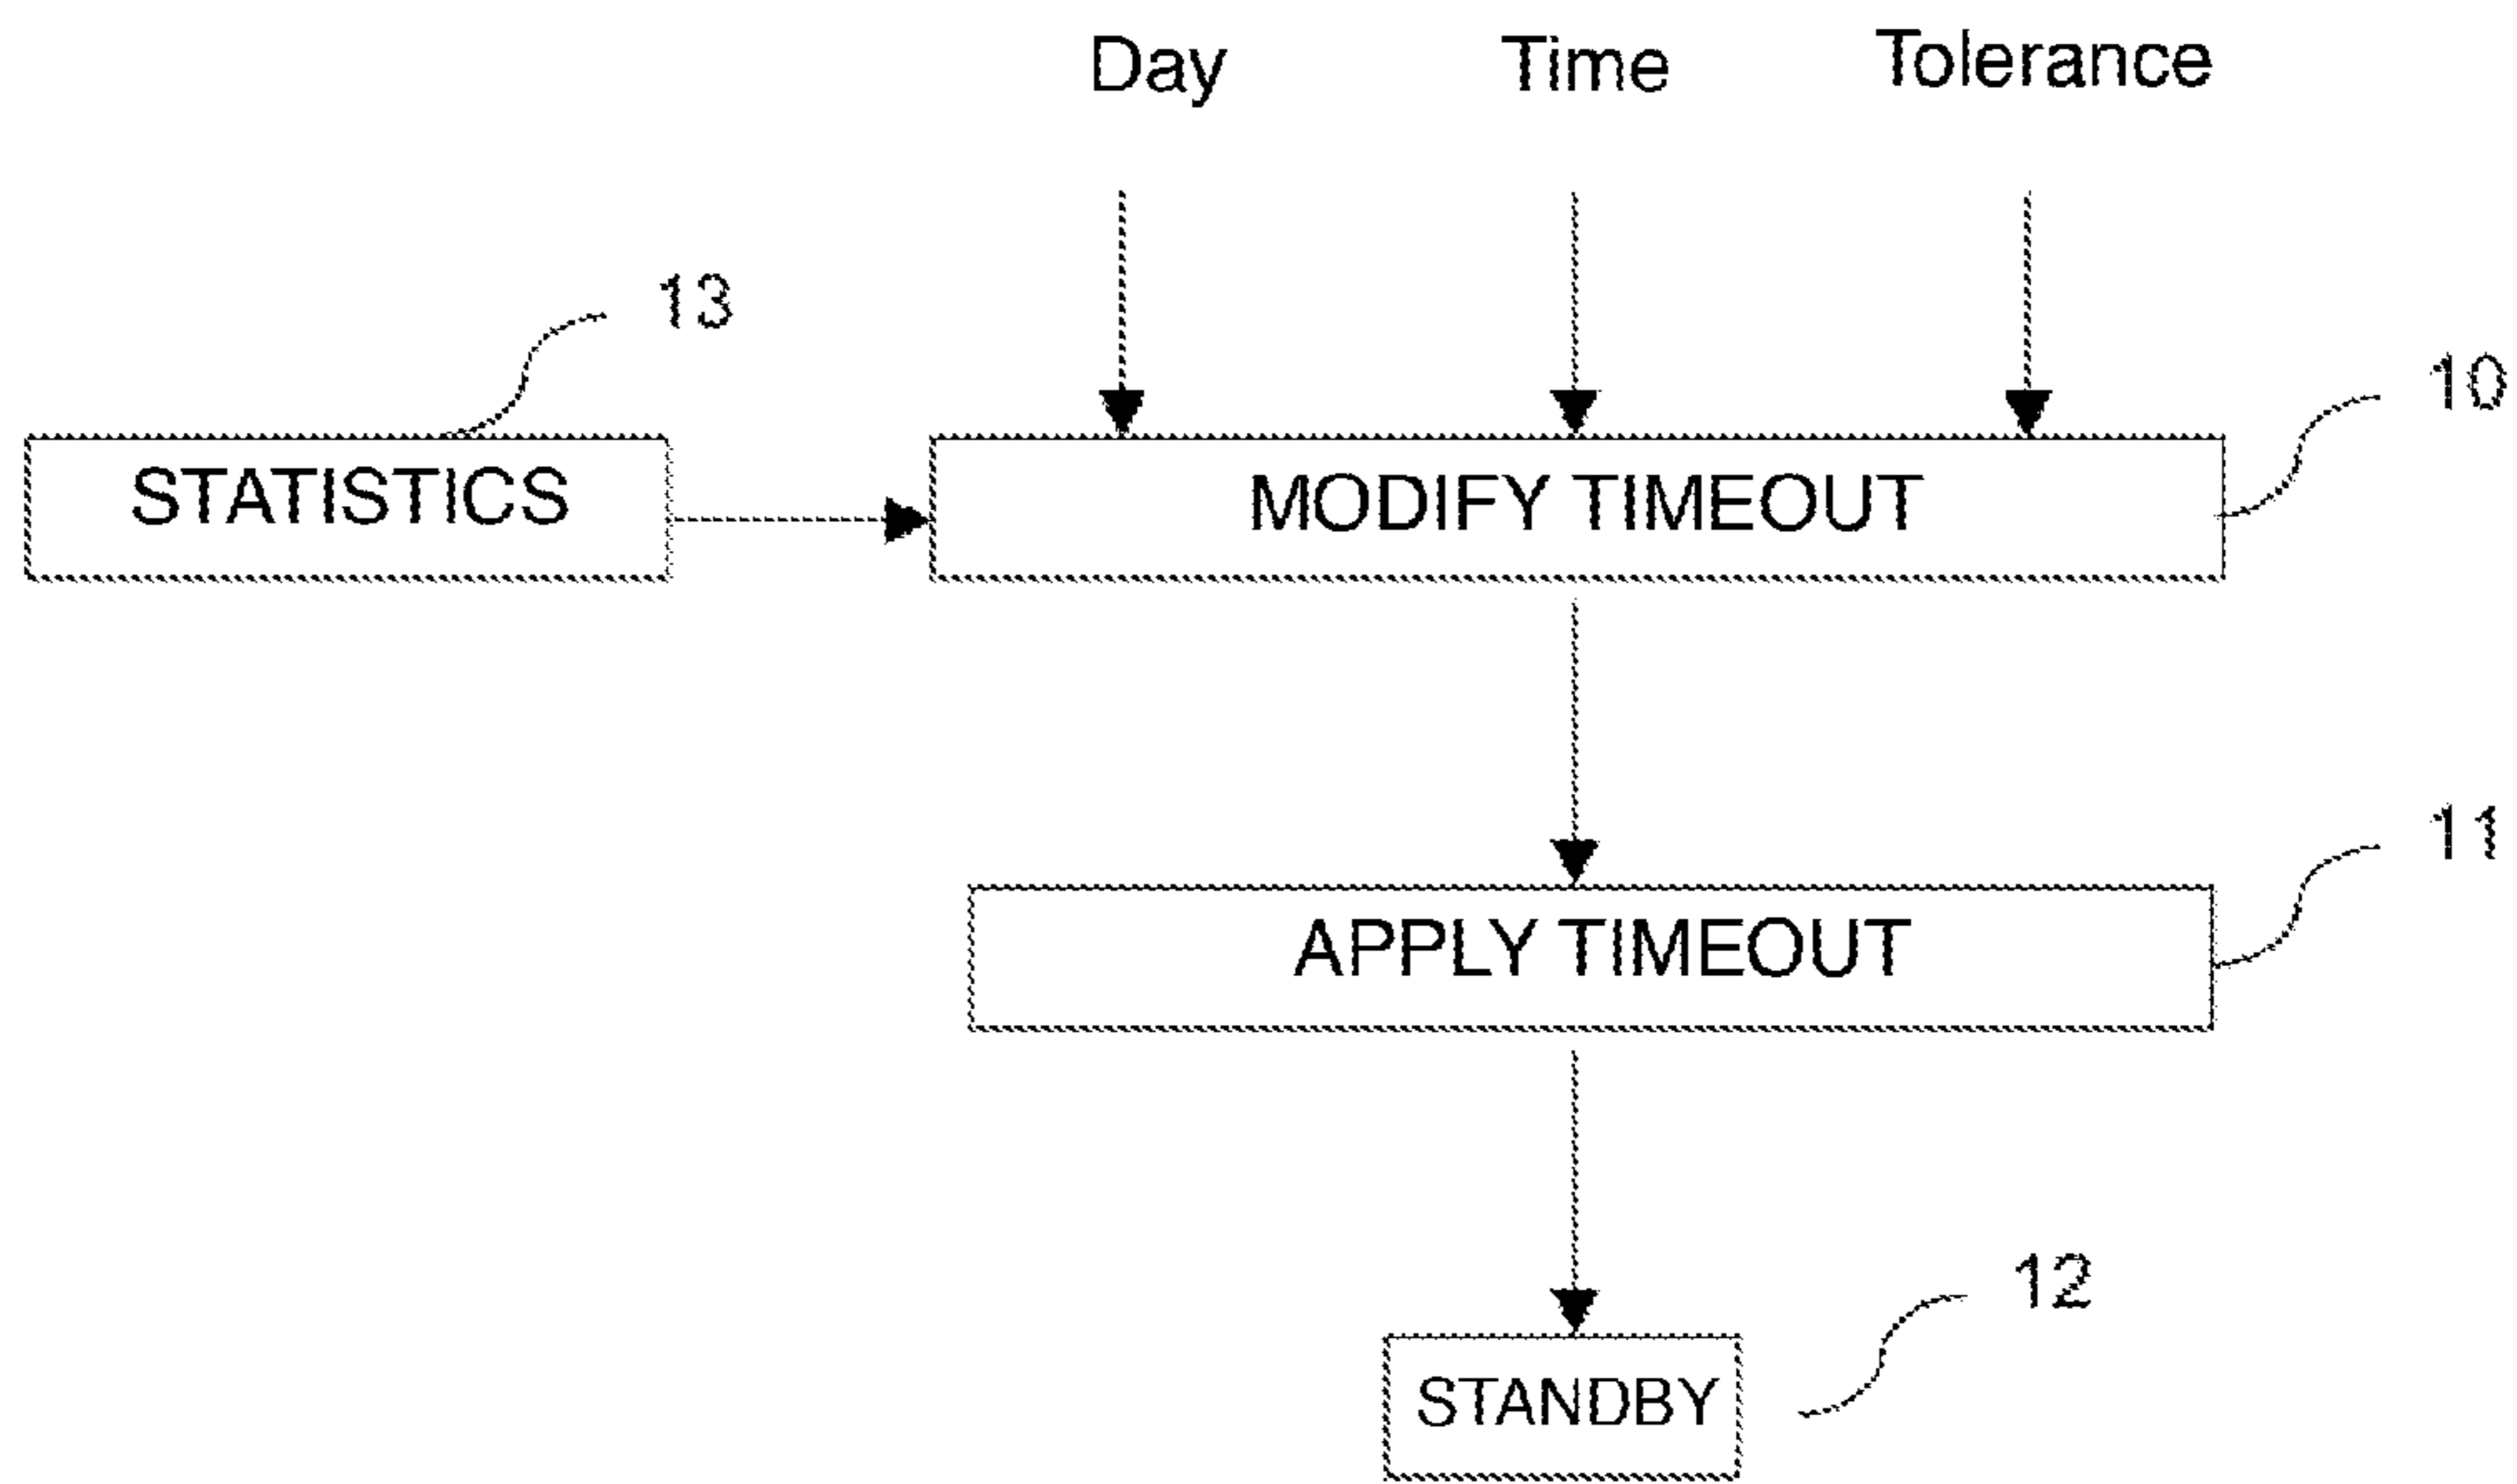 Day Time Tolerance
13
10
STATISTICS
MODIFY TIMEOUT
11
APPLY TIMEOUT
12
STANDBY